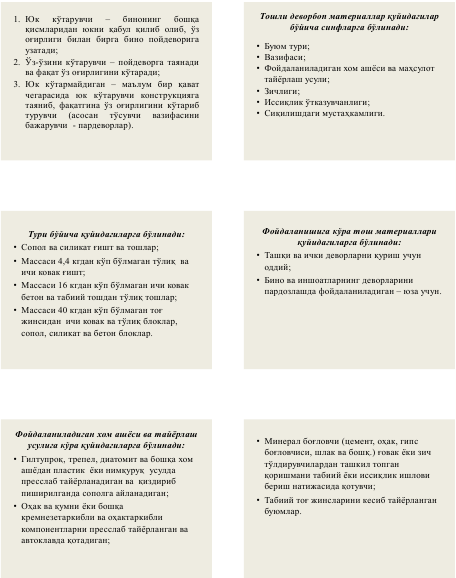 1. Юк кўтарувчи – бинонинг бошқа
қисмларидан юкни қабул қилиб олиб, ўз
оғирлиги билан бирга бино пойдеворига
узатади;
2. Ўз-ўзини кўтарувчи – пойдеворга таянади
ва фақат ўз оғирлигини кўтаради;
3. Юк кўтармайдиган – маълум бир қават
чегарасида юк кўтарувчи конструкцияга
таяниб, фақатгина ўз оғирлигини кўтариб
турувчи (асосан тўсувчи вазифасини
бажарувчи - пардеворлар).
Тошли деворбоп материаллар қуйидагилар
бўйича синфларга бўлинади:
• Буюм тури;
• Вазифаси;
• Фойдаланиладиган хом ашёси ва маҳсулот
тайёрлаш усули;
• Зичлиги;
• Иссиқлик ўтказувчанлиги;
• Сиқилишдаги мустаҳкамлиги.
Тури бўйича қуйидагиларга бўлинади:
• Сопол ва силикат ғишт ва тошлар;
• Массаси 4,4 кгдан кўп бўлмаган тўлиқ ва
ичи ковак ғишт;
• Массаси 16 кгдан кўп бўлмаган ичи ковак
бетон ва табиий тошдан тўлиқ тошлар;
• Массаси 40 кгдан кўп бўлмаган тоғ
жинсидан ичи ковак ва тўлиқ блоклар,
сопол, силикат ва бетон блоклар.
Фойдаланишига кўра тош материаллари
қуйидагиларга бўлинади:
• Ташқи ва ички деворларни қуриш учун
оддий;
• Бино ва иншоатларнинг деворларини
пардозлашда фойдаланиладиган – юза учун.
Фойдаланиладиган хом ашёси ва тайёрлаш
усулига кўра қуйидагиларга бўлинади:
• Гилтупроқ, трепел, диатомит ва бошқа хом
ашёдан пластик ёки нимқуруқ усулда
пресслаб тайёрланадиган ва қиздириб
пиширилганда сополга айланадиган;
• Оҳак ва қумни ёки бошқа
кремнезетаркибли ва оҳактаркибли
компонентларни пресслаб тайёрланган ва
автоклавда қотадиган;
• Минерал боғловчи (цемент, оҳак, гипс
боғловчиси, шлак ва бошқ.) ғовак ёки зич
тўлдирувчилардан ташкил топган
қоришмани табиий ёки иссиқлик ишлови
бериш натижасида қотувчи;
• Табиий тоғ жинсларини кесиб тайёрланган
буюмлар.